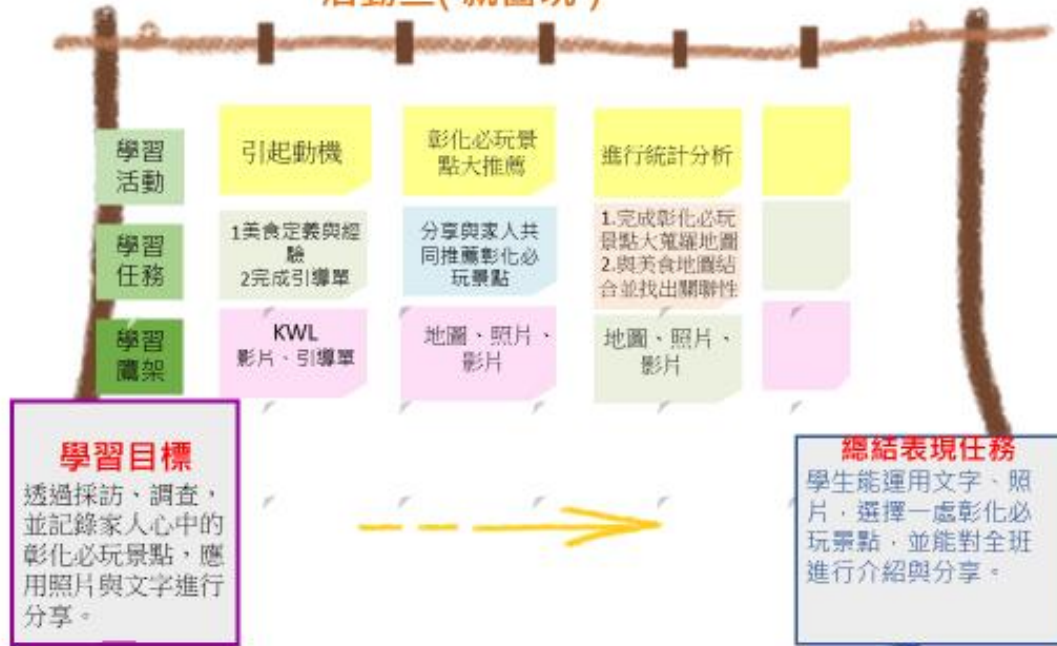 學習
活動
引起動機
彰化必玩景
點大推薦
進行統計分析
學習
任務
1美食定義與經
驗
2完成引導單
分享與家人共
同推薦彰化必
玩景點
1.完成彰化必玩
景點大蒐羅地圖
2.與美食地圖結
合並找出關聯性
學習
鷹架
KWL
影片、引導單
地圖、照片、
影片
地圖、照片、
影片
學習目標
透過採訪、調查，
並記錄家人心中的
彰化必玩景點，應
用照片與文字進行
分享。
總結表現任務
學生能運用文字、照
片，選擇一處彰化必
玩景點，並能對全班
進行介紹與分享。